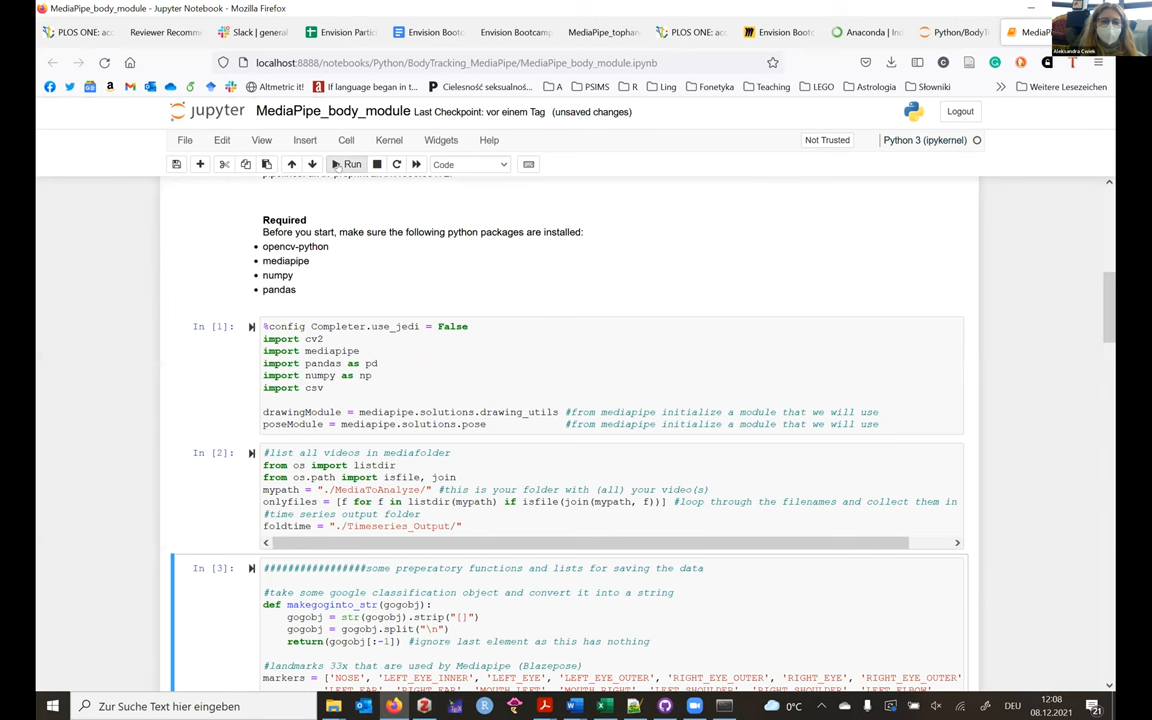 MediaPipe_body_module - Jupyter Notebook - Mozilla Firefox
PLOS ONE: acc
Reviewer Recomme
Slack | general
Envision Partici
Envision Bootcamp
Envision Bootcamp
MediaPipe_tophan
PLOS ONE: acc
Envision Boot
Anaconda | Ind
Python/BodyT
MediaPi
Aleksandra Ćwiek
localhost:8888/notebooks/Python/BodyTracking_MediaPipe/MediaPipe_body_module.ipynb
Altmetric it!
If language began in t...
Cielesność seksualnoś...
A
PSIMS
R
Ling
Fonetyka
Teaching
LEGO
Astrologia
Słowniki
Weitere Lesezeichen
jupyter
MediaPipe_body_module Last Checkpoint: vor einem Tag (unsaved changes)
Logout
File Edit View Insert Cell Kernel Widgets Help
Not Trusted
Python 3 (ipykernel)
Run
Code
Required
Before you start, make sure the following python packages are installed:
opencv-python
mediapipe
numpy
pandas
In [1]:
%config Completer.use_jedi = False
import cv2
import mediapipe
import pandas as pd
import numpy as np
import csv
drawingModule = mediapipe.solutions.drawing_utils #from mediapipe initialize a module that we will use
poseModule = mediapipe.solutions.pose #from mediapipe initialize a module that we will use
In [2]:
#list all videos in mediafolder
from os import listdir
from os.path import isfile, join
mypath = "./MediaToAnalyze/" #this is your folder with (all) your video(s)
onlyfiles = [f for f in listdir(mypath) if isfile(join(mypath, f))] #loop through the filenames and collect them in
#time series output folder
foldtime = "./Timeseries_Output/"
In [3]:
#################some preperatory functions and lists for saving the data
#take some google classification object and convert it into a string
def makegoginto_str(gogobj):
gogobj = str(gogobj).strip("[]")
gogobj = gogobj.split("\n")
return(gogobj[:-1]) #ignore last element as this has nothing
#landmarks 33x that are used by Mediapipe (Blazepose)
markers = ['NOSE', 'LEFT_EYE_INNER', 'LEFT_EYE', 'LEFT_EYE_OUTER', 'RIGHT_EYE_OUTER', 'RIGHT_EYE', 'RIGHT_EYE_OUTER'
Zur Suche Text hier eingeben
0°C
DEU
12:08
08.12.2021
21